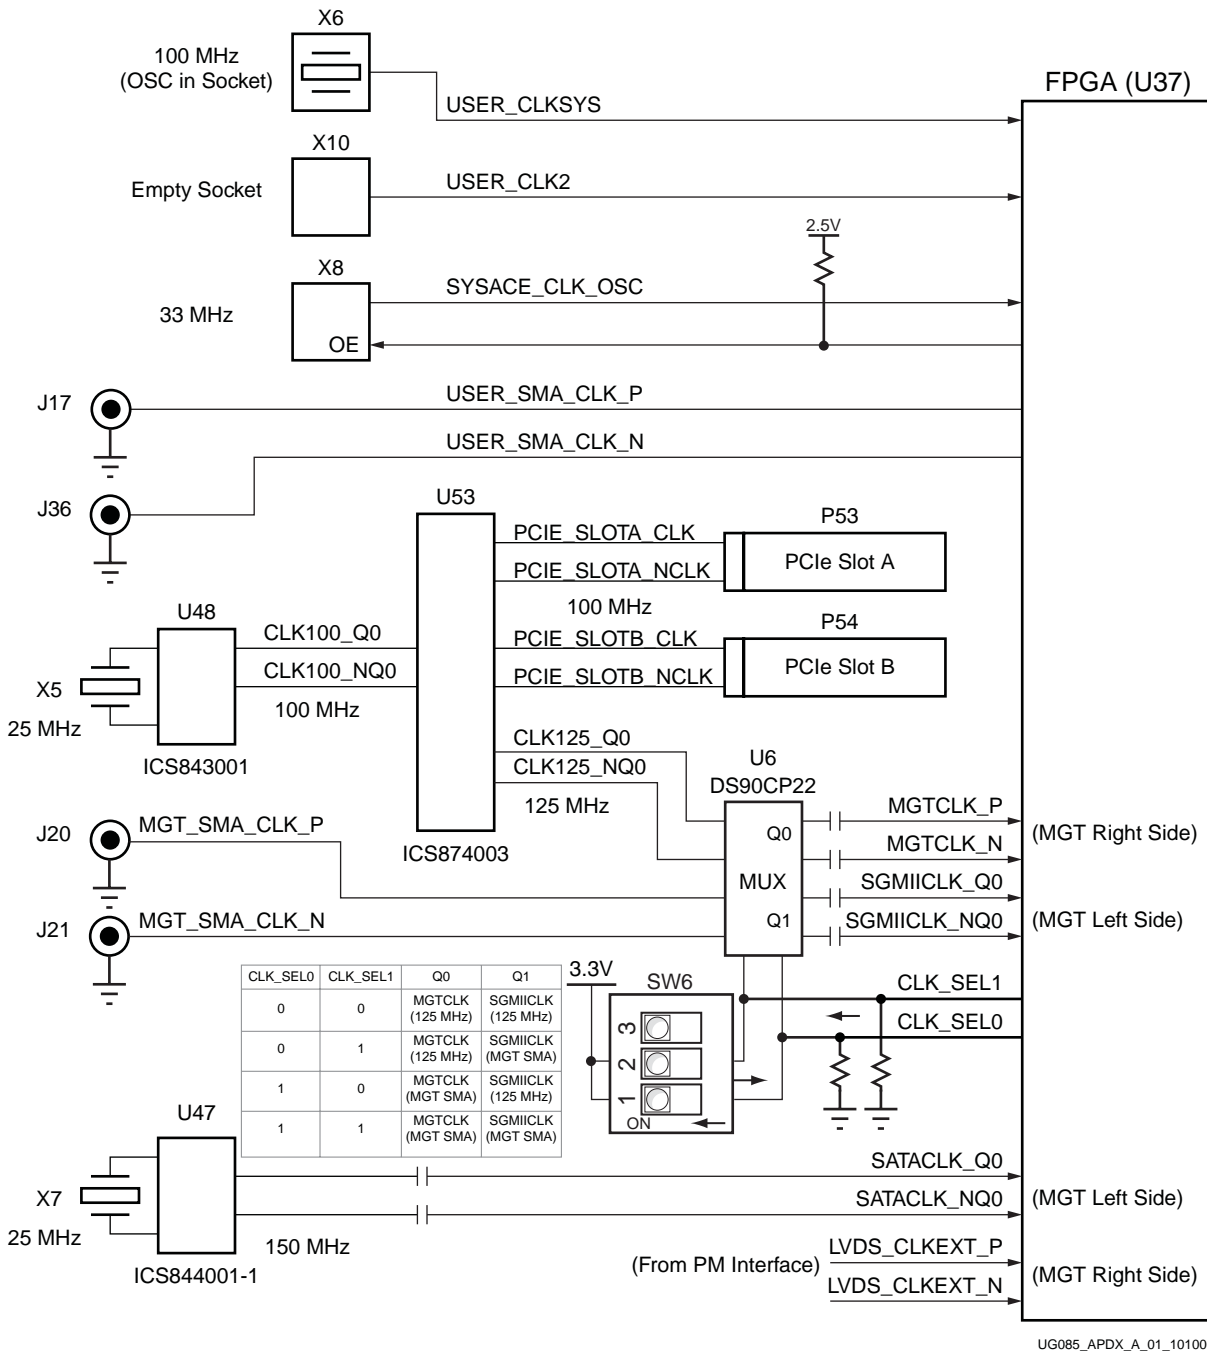 X6
100 MHz
(OSC in Socket)
FPGA (U37)
USER_CLKSYS
X10
Empty Socket
USER_CLK2
2.5V
X8
SYSACE_CLK_OSC
33 MHz
OE
J17
USER_SMA_CLK_P
USER_SMA_CLK_N
J36
U53
P53
PCIE_SLOTA_CLK
PCIe Slot A
PCIE_SLOTA_NCLK
100 MHz
U48
P54
CLK100_Q0
PCIE_SLOTB_CLK
CLK100_NQ0
PCIE_SLOTB_NCLK
PCIe Slot B
X5
25 MHz
100 MHz
ICS843001
CLK125_Q0
CLK125_NQ0
125 MHz
U6
DS90CP22
J20
MGT_SMA_CLK_P
ICS874003
Q0
MUX
Q1
MGTCLK_P
MGTCLK_N
(MGT Right Side)
SGMIICLK_Q0
SGMIICLK_NQ0
(MGT Left Side)
J21
MGT_SMA_CLK_N
CLK_SEL0 CLK_SEL1 Q0 Q1
0 0 MGTCLK (125 MHz) SGMIICLK (125 MHz)
0 1 MGTCLK (125 MHz) SGMIICLK (MGT SMA)
1 0 MGTCLK (MGT SMA) SGMIICLK (125 MHz)
1 1 MGTCLK (MGT SMA) SGMIICLK (MGT SMA)
3.3V
SW6
3
2
1
ON
CLK_SEL1
CLK_SEL0
U47
X7
25 MHz
150 MHz
ICS844001-1
SATACLK_Q0
SATACLK_NQ0
(MGT Left Side)
(From PM Interface)
LVDS_CLKEXT_P
LVDS_CLKEXT_N
(MGT Right Side)
UG085_APDX_A_01_10100